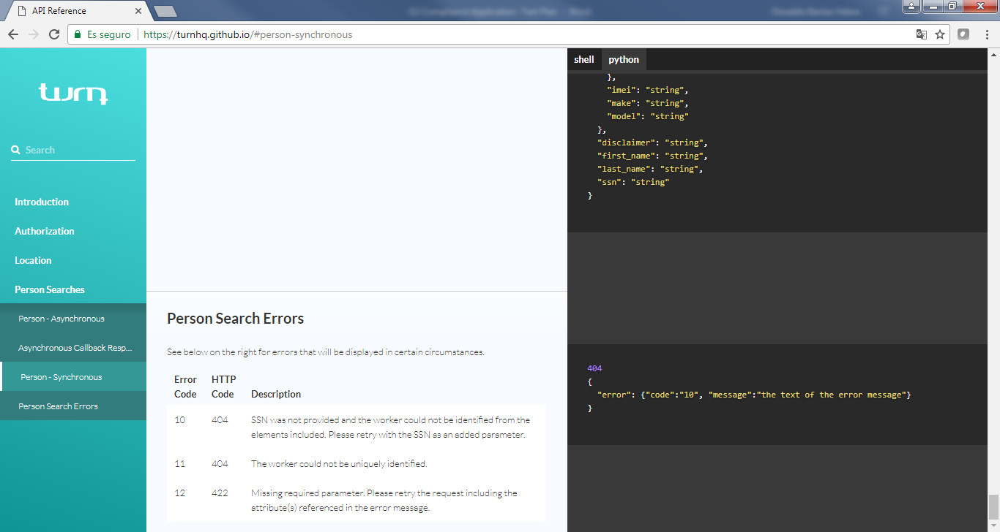 API Reference
Es seguro
https://turnhq.github.io/#person-synchronous
turn
Search
Introduction
Authorization
Location
Person Searches
Person - Asynchronous
Asynchronous Callback Resp...
Person - Synchronous
Person Search Errors
Person Search Errors
See below on the right for errors that will be displayed in certain circumstances.
Error Code HTTP Code Description
10 404 SSN was not provided and the worker could not be identified from the
elements included. Please retry with the SSN as an added parameter.
11 404 The worker could not be uniquely identified.
12 422 Missing required parameter. Please retry the request including the
attribute(s) referenced in the error message.
shell python
},
"imei": "string",
"make": "string",
"model": "string"
},
"disclaimer": "string",
"first_name": "string",
"last_name": "string",
"ssn": "string"
}
404
{
"error": {"code":"10", "message":"the text of the error message"}
}